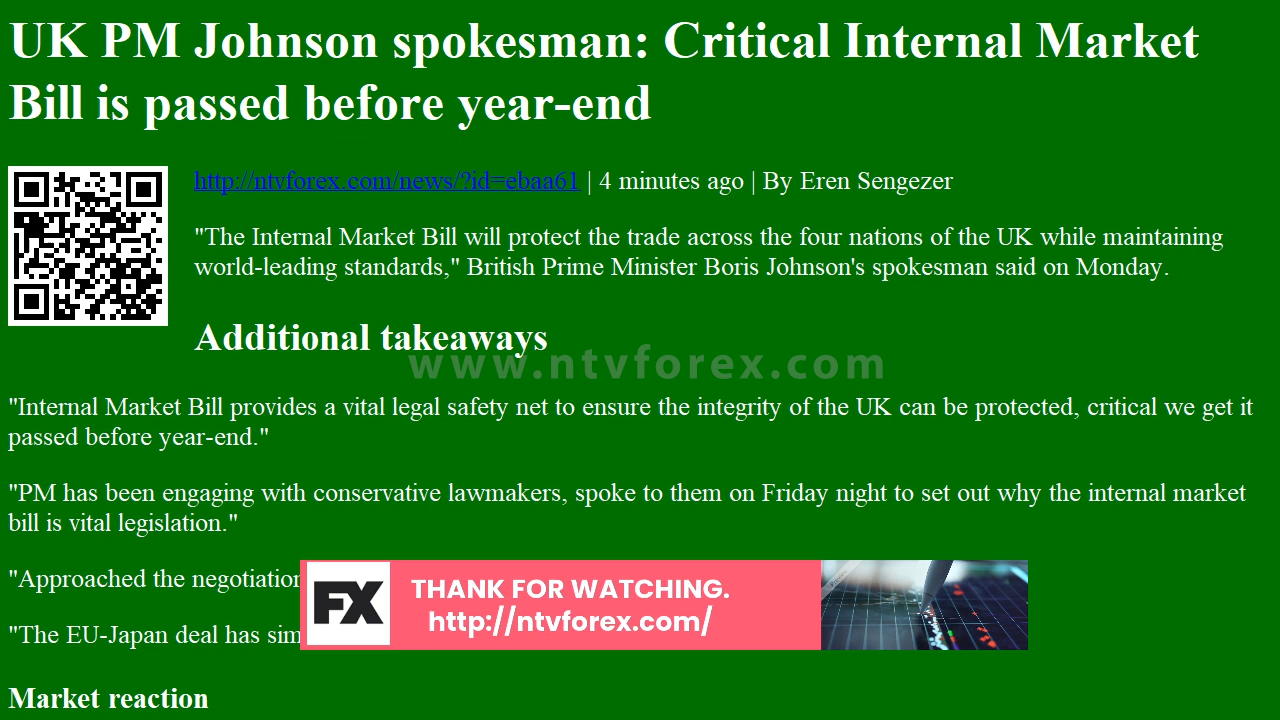 UK PM Johnson spokesman: Critical Internal Market
Bill is passed before year-end
http://ntvforex.com/news/?id=ebaa61 | 4 minutes ago | By Eren Sengezer
"The Internal Market Bill will protect the trade across the four nations of the UK while maintaining
world-leading standards," British Prime Minister Boris Johnson's spokesman said on Monday.
Additional takeaways
www.ntvforex.com
"Internal Market Bill provides a vital legal safety net to ensure the integrity of the UK can be protected, critical we get it
passed before year-end."
"PM has been engaging with conservative lawmakers, spoke to them on Friday night to set out why the internal market
bill is vital legislation."
"Approached the
"The EU-Japan deal has
FX
THANK FOR WATCHING.
http://ntvforex.com/
Market reaction